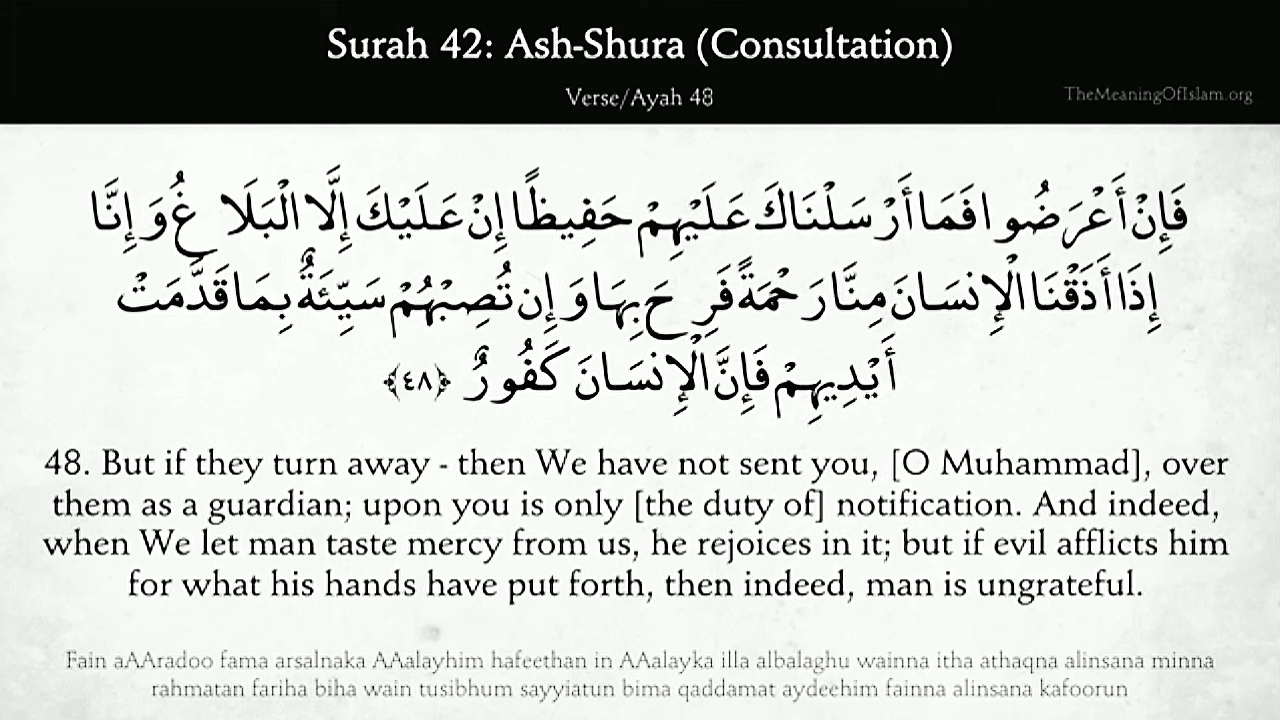 Surah 42: Ash-Shura (Consultation)
Verse/Ayah 48
TheMeaningOfIslam.org
فَإِنْ أَعْرَضُوا فَمَا أَرْسَلْنَاكَ عَلَيْهِمْ حَفِيظًا إِنْ عَلَيْكَ إِلَّا الْبَلَاغُ وَإِنَّا
إِذَا أَذَقْنَا الْإِنسَانَ مِنَّا رَحْمَةً فَرِحَ بِهَا وَإِن تُصِبْهُمْ سَيِّئَةٌ بِمَا قَدَّمَتْ
أَيْدِيهِمْ فَإِنَّ الْإِنسَانَ كَفُورٌ ﴿٤٨﴾
48. But if they turn away - then We have not sent you, [O Muhammad], over
them as a guardian; upon you is only [the duty of] notification. And indeed,
when We let man taste mercy from us, he rejoices in it; but if evil afflicts him
for what his hands have put forth, then indeed, man is ungrateful.
Fain aAAradoo fama arsalnaka AAalayhim hafeethan in AAalayka illa albalaghu wainna itha athaqna alinsana minna
rahmatan fariha biha wain tusibhum sayyiatun bima qaddamat aydeehim fainna alinsana kafoorun